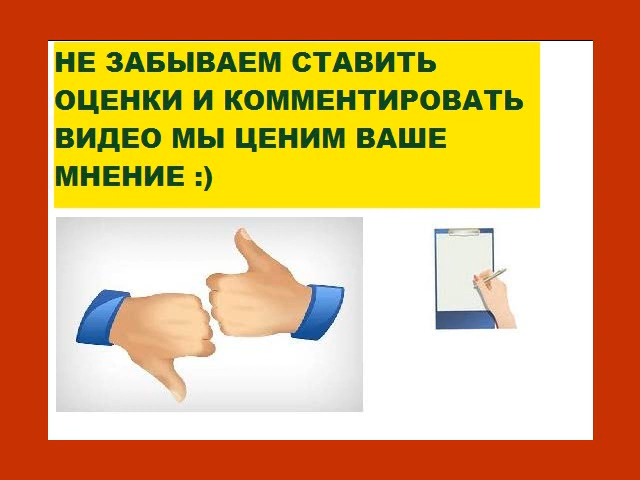 НЕ ЗАБЫВАЕМ СТАВИТЬ
ОЦЕНКИ И КОММЕНТИРОВАТЬ
ВИДЕО МЫ ЦЕНИМ ВАШЕ
МНЕНИЕ :)